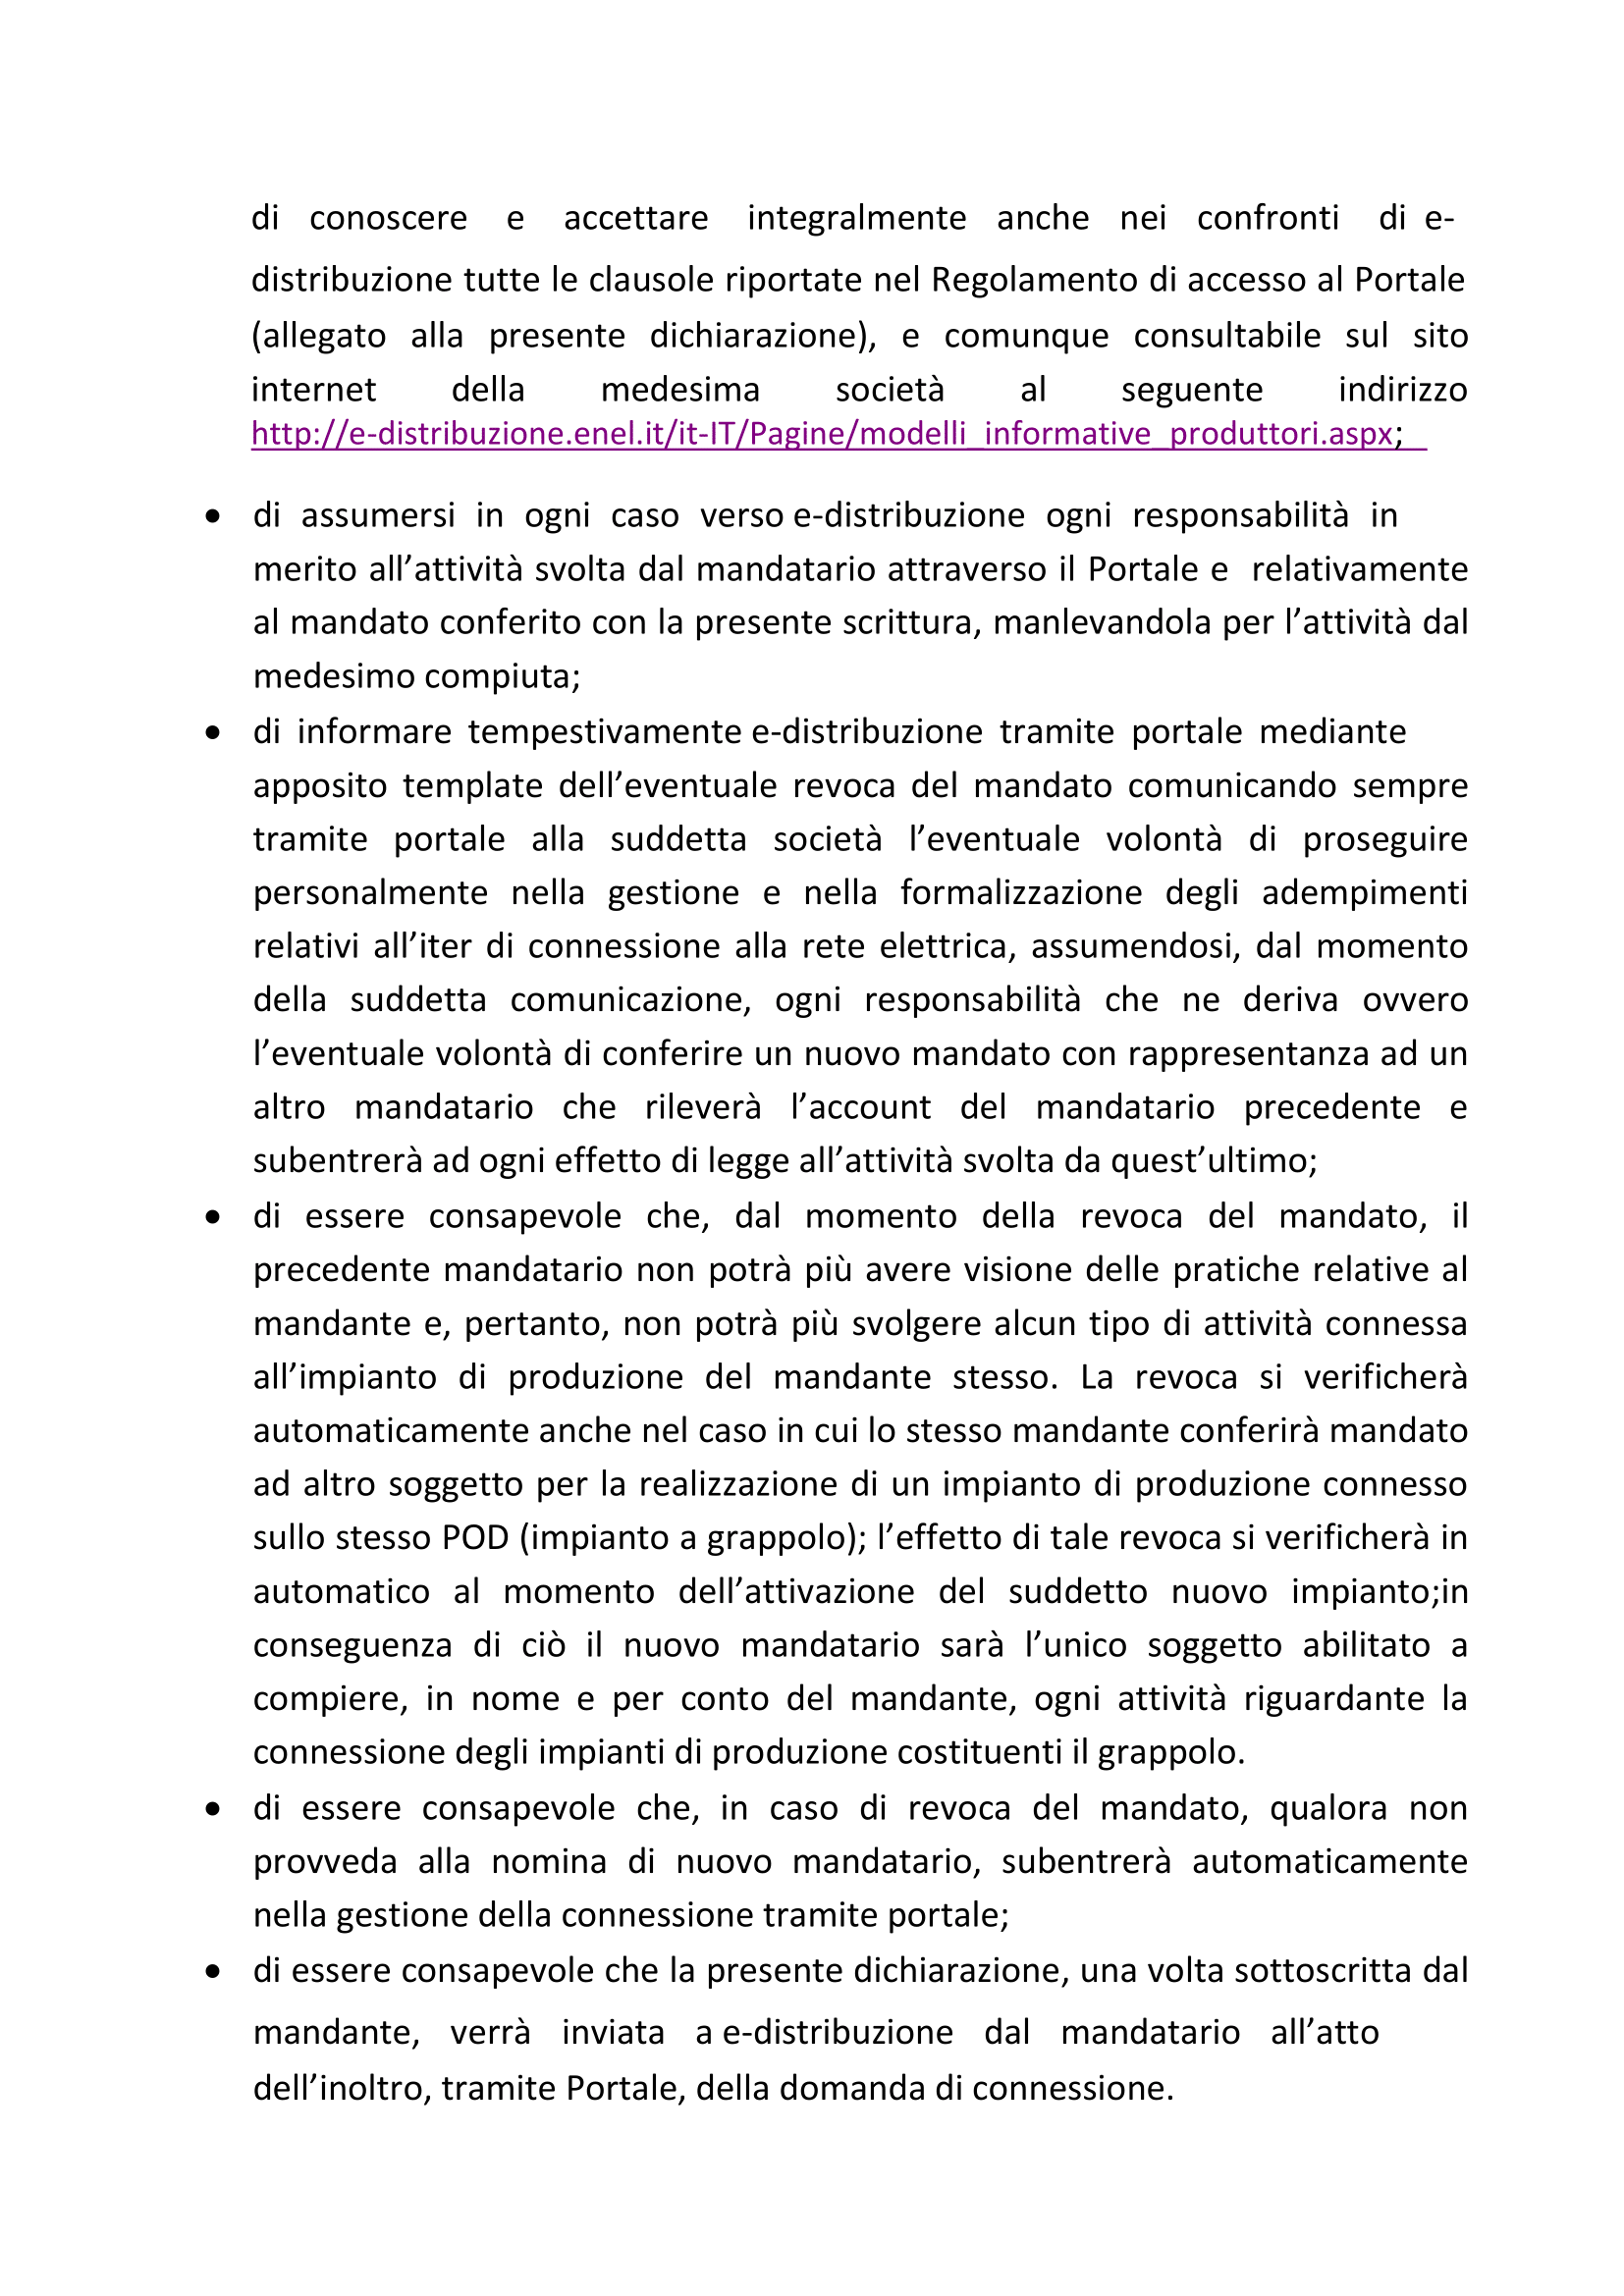 di conoscere e accettare integralmente anche nei confronti di e-
distribuzione tutte le clausole riportate nel Regolamento di accesso al Portale
(allegato alla presente dichiarazione), e comunque consultabile sul sito
internet della medesima società al seguente indirizzo
http://e-distribuzione.enel.it/it-IT/Pagine/modelli_informative_produttori.aspx;
• di assumersi in ogni caso verso e-distribuzione ogni responsabilità in
merito all’attività svolta dal mandatario attraverso il Portale e relativamente
al mandato conferito con la presente scrittura, manlevandola per l’attività dal
medesimo compiuta;
• di informare tempestivamente e-distribuzione tramite portale mediante
apposito template dell’eventuale revoca del mandato comunicando sempre
tramite portale alla suddetta società l’eventuale volontà di proseguire
personalmente nella gestione e nella formalizzazione degli adempimenti
relativi all’iter di connessione alla rete elettrica, assumendosi, dal momento
della suddetta comunicazione, ogni responsabilità che ne deriva ovvero
l’eventuale volontà di conferire un nuovo mandato con rappresentanza ad un
altro mandatario che rileverà l’account del mandatario precedente e
subentrerà ad ogni effetto di legge all’attività svolta da quest’ultimo;
• di essere consapevole che, dal momento della revoca del mandato, il
precedente mandatario non potrà più avere visione delle pratiche relative al
mandante e, pertanto, non potrà più svolgere alcun tipo di attività connessa
all’impianto di produzione del mandante stesso. La revoca si verificherà
automaticamente anche nel caso in cui lo stesso mandante conferirà mandato
ad altro soggetto per la realizzazione di un impianto di produzione connesso
sullo stesso POD (impianto a grappolo); l’effetto di tale revoca si verificherà in
automatico al momento dell’attivazione del suddetto nuovo impianto;in
conseguenza di ciò il nuovo mandatario sarà l’unico soggetto abilitato a
compiere, in nome e per conto del mandante, ogni attività riguardante la
connessione degli impianti di produzione costituenti il grappolo.
• di essere consapevole che, in caso di revoca del mandato, qualora non
provveda alla nomina di nuovo mandatario, subentrerà automaticamente
nella gestione della connessione tramite portale;
• di essere consapevole che la presente dichiarazione, una volta sottoscritta dal
mandante, verrà inviata a e-distribuzione dal mandatario all’atto
dell’inoltro, tramite Portale, della domanda di connessione.